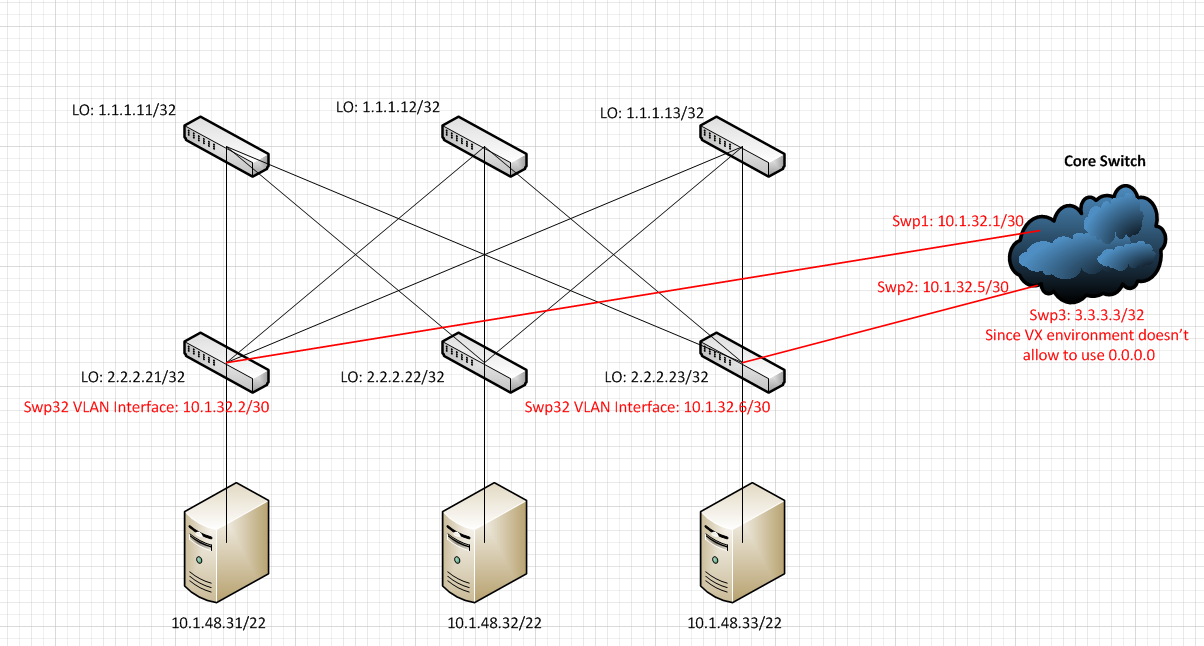 LO: 1.1.1.11/32
LO: 1.1.1.12/32
LO: 1.1.1.13/32
Core Switch
Swp1: 10.1.32.1/30
Swp2: 10.1.32.5/30
Swp3: 3.3.3.3/32
Since VX environment doesn't
allow to use 0.0.0.0
LO: 2.2.2.21/32
LO: 2.2.2.22/32
LO: 2.2.2.23/32
Swp32 VLAN Interface: 10.1.32.2/30
Swp32 VLAN Interface: 10.1.32.6/30
10.1.48.31/22
10.1.48.32/22
10.1.48.33/22